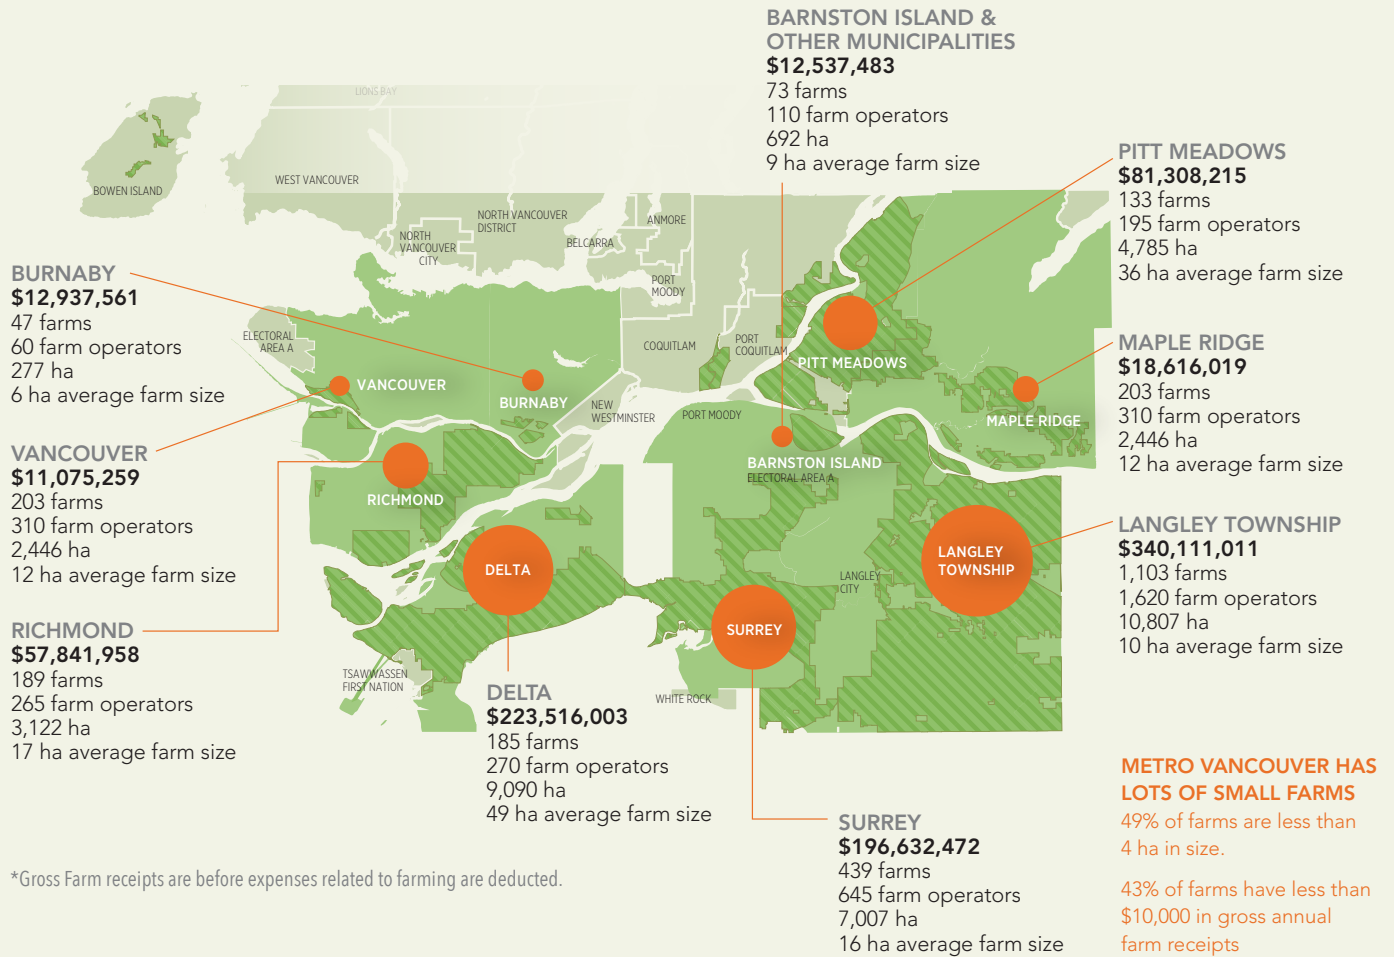 BARNSTON ISLAND &
OTHER MUNICIPALITIES
$12,537,483
73 farms
110 farm operators
692 ha
9 ha average farm size
PITT MEADOWS
$81,308,215
133 farms
195 farm operators
4,785 ha
36 ha average farm size
BURNABY
$12,937,561
47 farms
60 farm operators
277 ha
6 ha average farm size
MAPLE RIDGE
$18,616,019
203 farms
310 farm operators
2,446 ha
12 ha average farm size
VANCOUVER
$11,075,259
203 farms
310 farm operators
2,446 ha
12 ha average farm size
LANGLEY TOWNSHIP
$340,111,011
1,103 farms
1,620 farm operators
10,807 ha
10 ha average farm size
RICHMOND
$57,841,958
189 farms
265 farm operators
3,122 ha
17 ha average farm size
DELTA
$223,516,003
185 farms
270 farm operators
9,090 ha
49 ha average farm size
SURREY
$196,632,472
439 farms
645 farm operators
7,007 ha
16 ha average farm size
METRO VANCOUVER HAS
LOTS OF SMALL FARMS
49% of farms are less than
4 ha in size.
43% of farms have less than
$10,000 in gross annual
farm receipts
*Gross Farm receipts are before expenses related to farming are deducted.
LIONS BAY
BOWEN ISLAND
WEST VANCOUVER
NORTH
VANCOUVER
CITY
NORTH VANCOUVER
DISTRICT
BELCARRA
ANMORE
PORT
MOODY
ELECTORAL
AREA A
COQUITLAM
PORT
COQUITLAM
PITT MEADOWS
VANCOUVER
BURNABY
NEW
WESTMINSTER
PORT MOODY
MAPLE RIDGE
BARNSTON ISLAND
ELECTORAL AREA A
RICHMOND
DELTA
LANGLEY
TOWNSHIP
LANGLEY
CITY
SURREY
TSAWWASSEN
FIRST NATION
WHITE ROCK